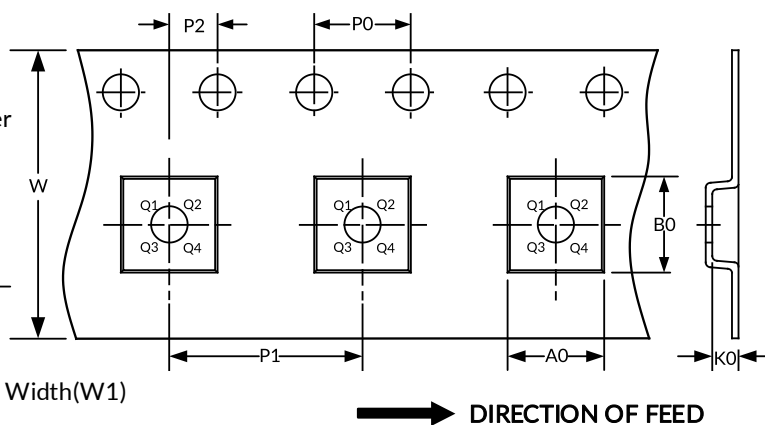 P2
P0
er
W
Q1 Q2
Q3 Q4
Q1 Q2
Q3 Q4
Q1 Q2
Q3 Q4
B0
P1
A0
K0
Width(W1)
DIRECTION OF FEED